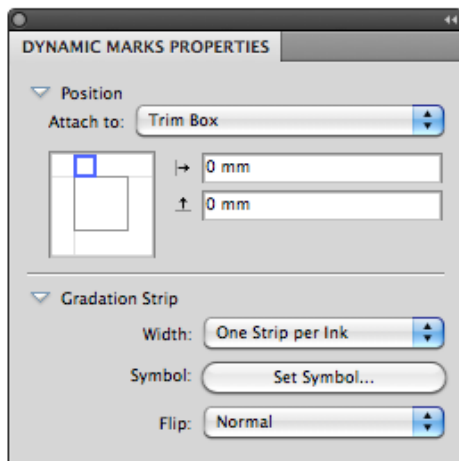 DYNAMIC MARKS PROPERTIES
Position
Attach to: Trim Box
0 mm
0 mm
Gradation Strip
Width: One Strip per Ink
Symbol: Set Symbol...
Flip: Normal